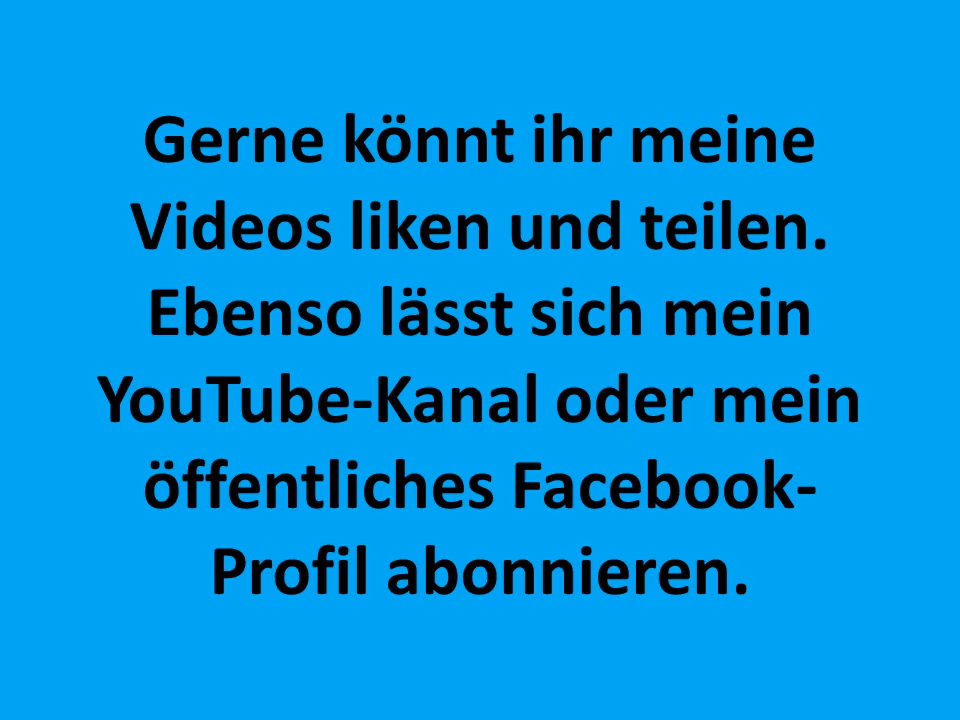 Gerne könnt ihr meine
Videos liken und teilen.
Ebenso lässt sich mein
YouTube-Kanal oder mein
öffentliches Facebook-
Profil abonnieren.